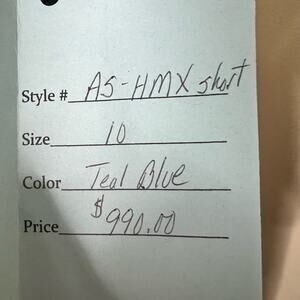 Style # AS-HMX short
Size 10
Color Teal Blue
Price $990.00